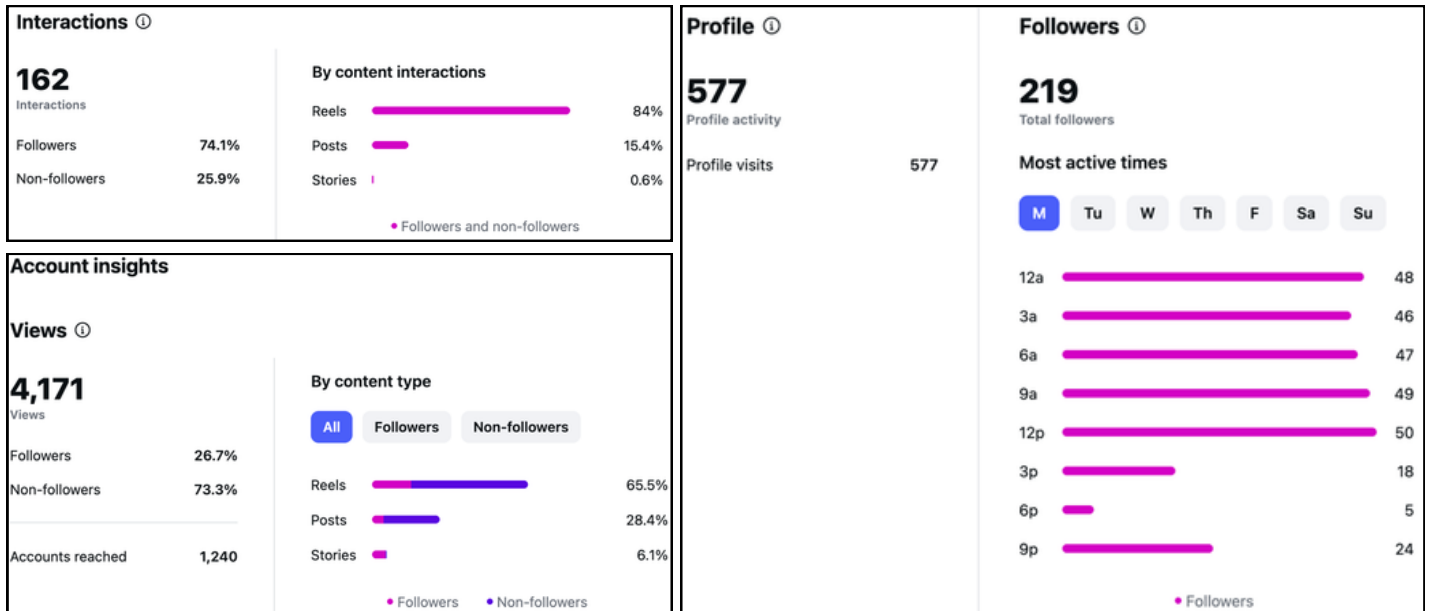 Interactions
162
Interactions
Followers 74.1%
Non-followers 25.9%
By content interactions
Reels 84%
Posts 15.4%
Stories 0.6%
Followers and non-followers
Account insights
Views
4,171
Views
Followers 26.7%
Non-followers 73.3%
Accounts reached 1,240
By content type
All Followers Non-followers
Reels 65.5%
Posts 28.4%
Stories 6.1%
Followers Non-followers
Profile
577
Profile activity
Profile visits 577
Followers
219
Total followers
Most active times
M Tu W Th F Sa Su
12a 48
3a 46
6a 47
9a 49
12p 50
3p 18
6p 5
9p 24
Followers